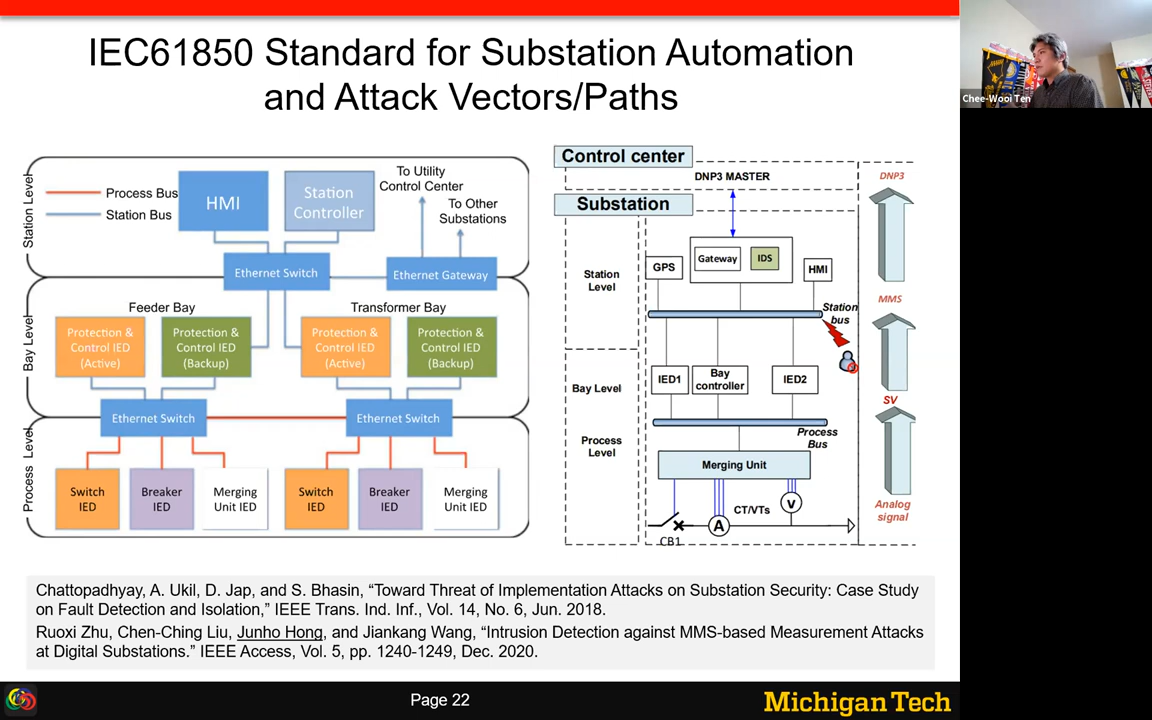 IEC61850 Standard for Substation Automation
and Attack Vectors/Paths
Chee-Wooi Ten
Station Level
Process Bus
Station Bus
HMI
Station
Controller
To Utility
Control Center
To Other
Substations
Ethernet Switch
Ethernet Gateway
Bay Level
Feeder Bay
Transformer Bay
Protection &
Control IED
(Active)
Protection &
Control IED
(Backup)
Protection &
Control IED
(Active)
Protection &
Control IED
(Backup)
Ethernet Switch
Ethernet Switch
Process Level
Switch
IED
Breaker
IED
Merging
Unit IED
Switch
IED
Breaker
IED
Merging
Unit IED
Control center
DNP3 MASTER
Substation
Station
Level
GPS
Gateway
IDS
HMI
Station
bus
Bay Level
IED1
Bay
controller
IED2
Process
Level
Process
Bus
Merging Unit
CT/VTs
V
A
CB1
DNP3
MMS
SV
Analog
signal
Chattopadhyay, A. Ukil, D. Jap, and S. Bhasin, “Toward Threat of Implementation Attacks on Substation Security: Case Study
on Fault Detection and Isolation,” IEEE Trans. Ind. Inf., Vol. 14, No. 6, Jun. 2018.
Ruoxi Zhu, Chen-Ching Liu, Junho Hong, and Jiankang Wang, “Intrusion Detection against MMS-based Measurement Attacks
at Digital Substations.” IEEE Access, Vol. 5, pp. 1240-1249, Dec. 2020.
Page 22
Michigan Tech